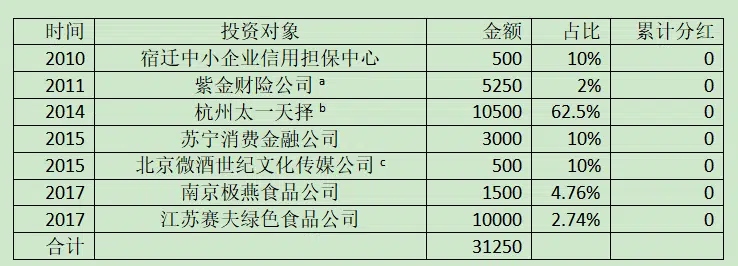 时间 投资对象 金额 占比 累计分红
2010 宿迁中小企业信用担保中心 500 10% 0
2011 紫金财险公司 a 5250 2% 0
2014 杭州太一天择 b 10500 62.5% 0
2015 苏宁消费金融公司 3000 10% 0
2015 北京微酒世纪文化传媒公司 c 500 10% 0
2017 南京极燕食品公司 1500 4.76% 0
2017 江苏赛夫绿色食品公司 10000 2.74% 0
合计 31250